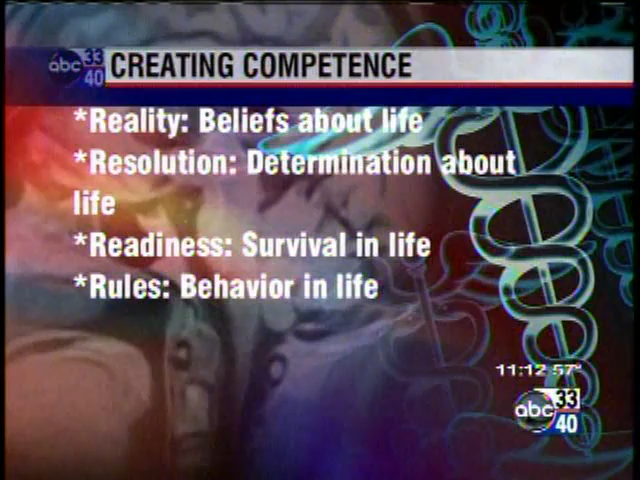 abc 33 40 CREATING COMPETENCE
*Reality: Beliefs about life
*Resolution: Determination about
life
*Readiness: Survival in life
*Rules: Behavior in life
11:12 57°
abc 33
40